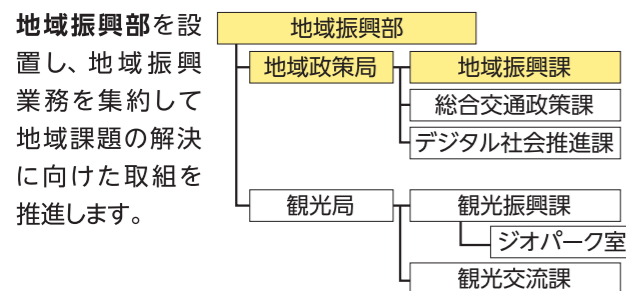 地域振興部を設
置し、地域振興
業務を集約して
地域課題の解決
に向けた取組を
推進します。
地域振興部
地域政策局
地域振興課
総合交通政策課
デジタル社会推進課
観光局
観光振興課
ジオパーク室
観光交流課